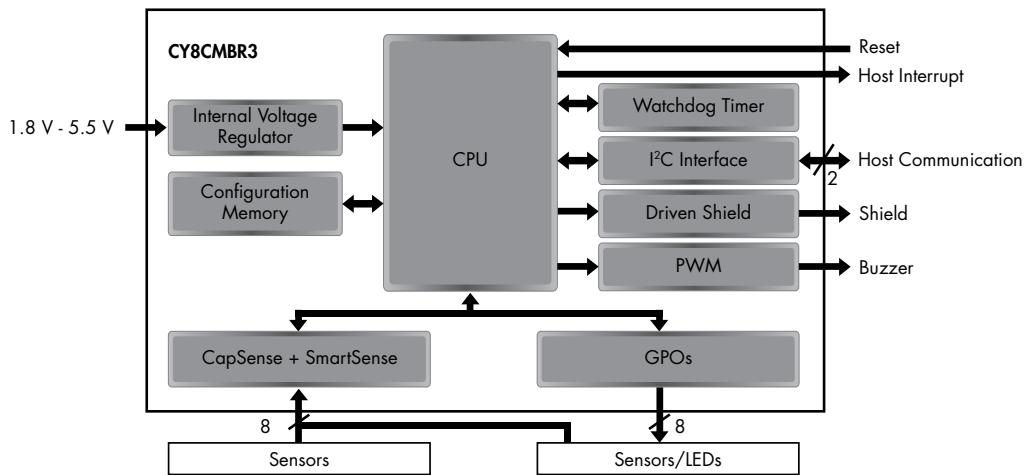 CY8CMBR3
Reset
Host Interrupt
Internal Voltage
Regulator
1.8 V - 5.5 V
CPU
Watchdog Timer
I²C Interface
Host Communication
2
Configuration
Memory
Driven Shield
Shield
PWM
Buzzer
CapSense + SmartSense
GPOs
8
8
Sensors
Sensors/LEDs